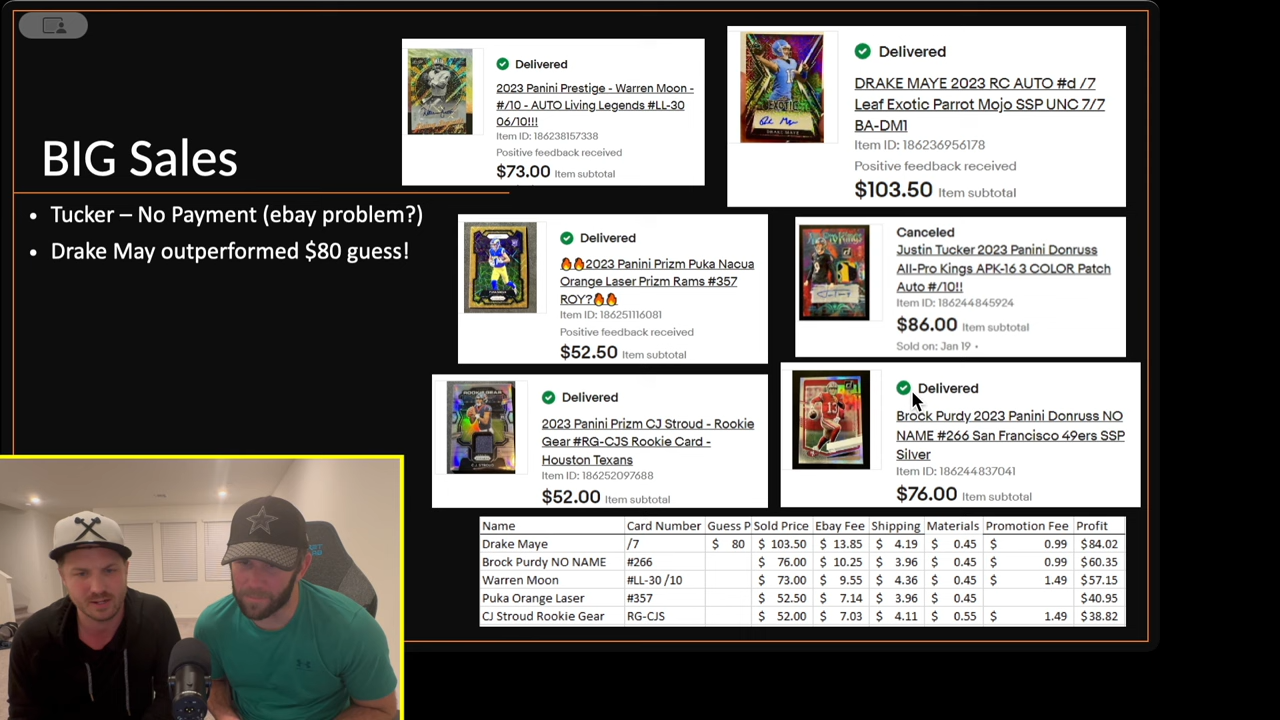 BIG Sales
• Tucker – No Payment (ebay problem?)
• Drake May outperformed $80 guess!
Delivered
2023 Panini Prestige - Warren Moon -
#/10 - AUTO Living Legends #LL-30
06/10!!!
Item ID: 186238157338
Positive feedback received
$73.00 Item subtotal
Delivered
DRAKE MAYE 2023 RC AUTO #d /7
Leaf Exotic Parrot Mojo SSP UNC 7/7
BA-DM1
Item ID: 186236956178
Positive feedback received
$103.50 Item subtotal
Delivered
🔥🔥2023 Panini Prizm Puka Nacua
Orange Laser Prizm Rams #357
ROY?🔥🔥
Item ID: 186251116081
Positive feedback received
$52.50 Item subtotal
Canceled
Justin Tucker 2023 Panini Donruss
All-Pro Kings APK-16 3 COLOR Patch
Auto #/10!!
Item ID: 186244845924
$86.00 Item subtotal
Sold on: Jan 19 •
Delivered
2023 Panini Prizm CJ Stroud - Rookie
Gear #RG-CJS Rookie Card -
Houston Texans
Item ID: 186252097688
$52.00 Item subtotal
Delivered
Brock Purdy 2023 Panini Donruss NO
NAME #266 San Francisco 49ers SSP
Silver
Item ID: 186244837041
$76.00 Item subtotal
Name Card Number Guess P Sold Price Ebay Fee Shipping Materials Promotion Fee Profit
Drake Maye /7 $ 80 $ 103.50 $ 13.85 $ 4.19 $ 0.45 $ 0.99 $84.02
Brock Purdy NO NAME #266 $ 76.00 $ 10.25 $ 3.96 $ 0.45 $ 0.99 $60.35
Warren Moon #LL-30 /10 $ 73.00 $ 9.55 $ 4.36 $ 0.45 $ 1.49 $57.15
Puka Orange Laser #357 $ 52.50 $ 7.14 $ 3.96 $ 0.45 $40.95
CJ Stroud Rookie Gear RG-CJS $ 52.00 $ 7.03 $ 4.11 $ 0.55 $ 1.49 $38.82